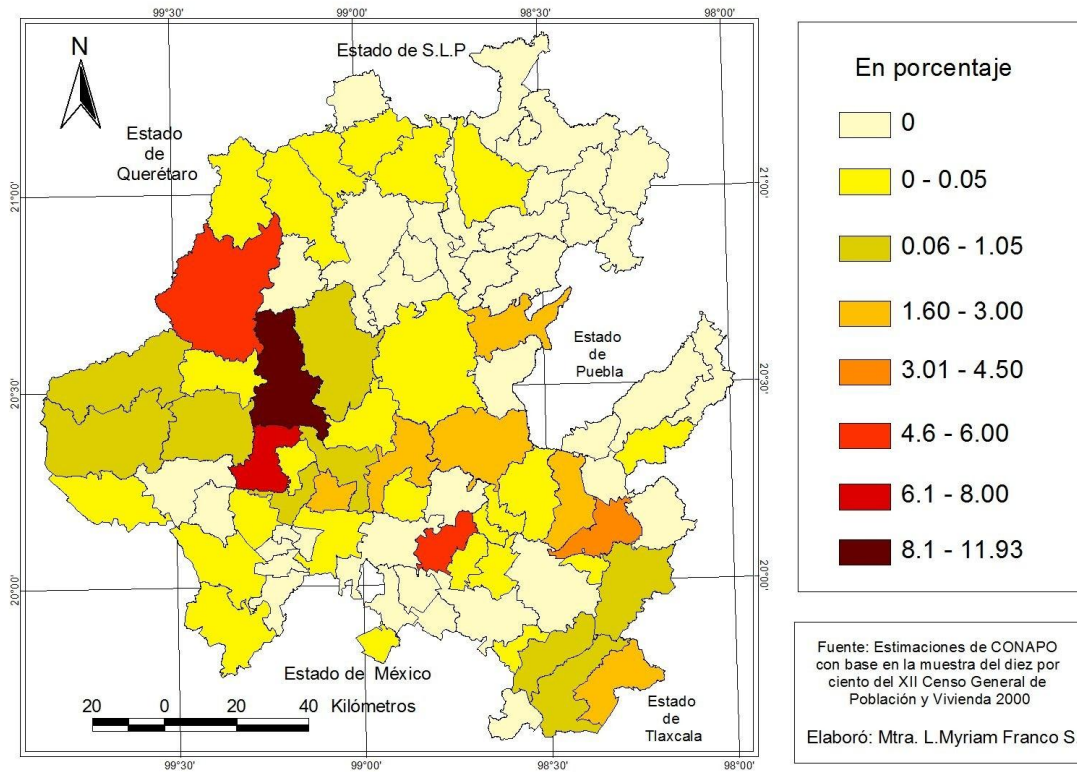 99°30'
99°00'
98°30'
98°00'
N
Estado de S.L.P
Estado
de
Querétaro
21°00'
21°00'
Estado
de
Puebla
20°30'
20°30'
20°00'
20°00'
Estado de México
20 0 20 40 Kilómetros
Estado
de
Tlaxcala
99°30'
99°00'
98°30'
98°00'
En porcentaje
0
0 - 0.05
0.06 - 1.05
1.60 - 3.00
3.01 - 4.50
4.6 - 6.00
6.1 - 8.00
8.1 - 11.93
Fuente: Estimaciones de CONAPO
con base en la muestra del diez por
ciento del XII Censo General de
Población y Vivienda 2000
Elaboró: Mtra. L.Myriam Franco S.